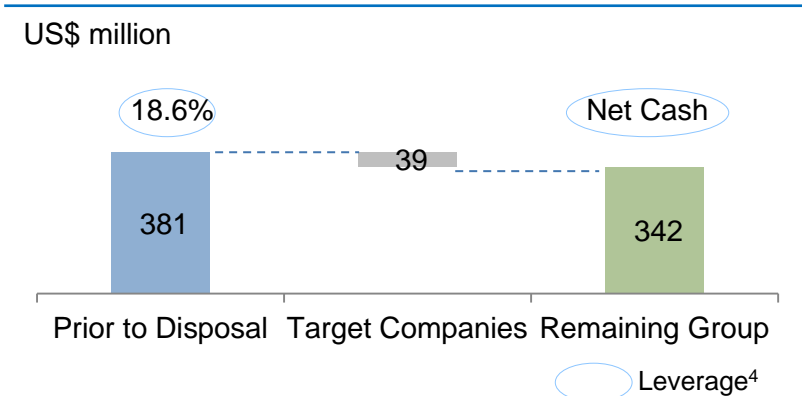 US$ million
18.6% Net Cash
39
381 342
Prior to Disposal Target Companies Remaining Group
Leverage⁴